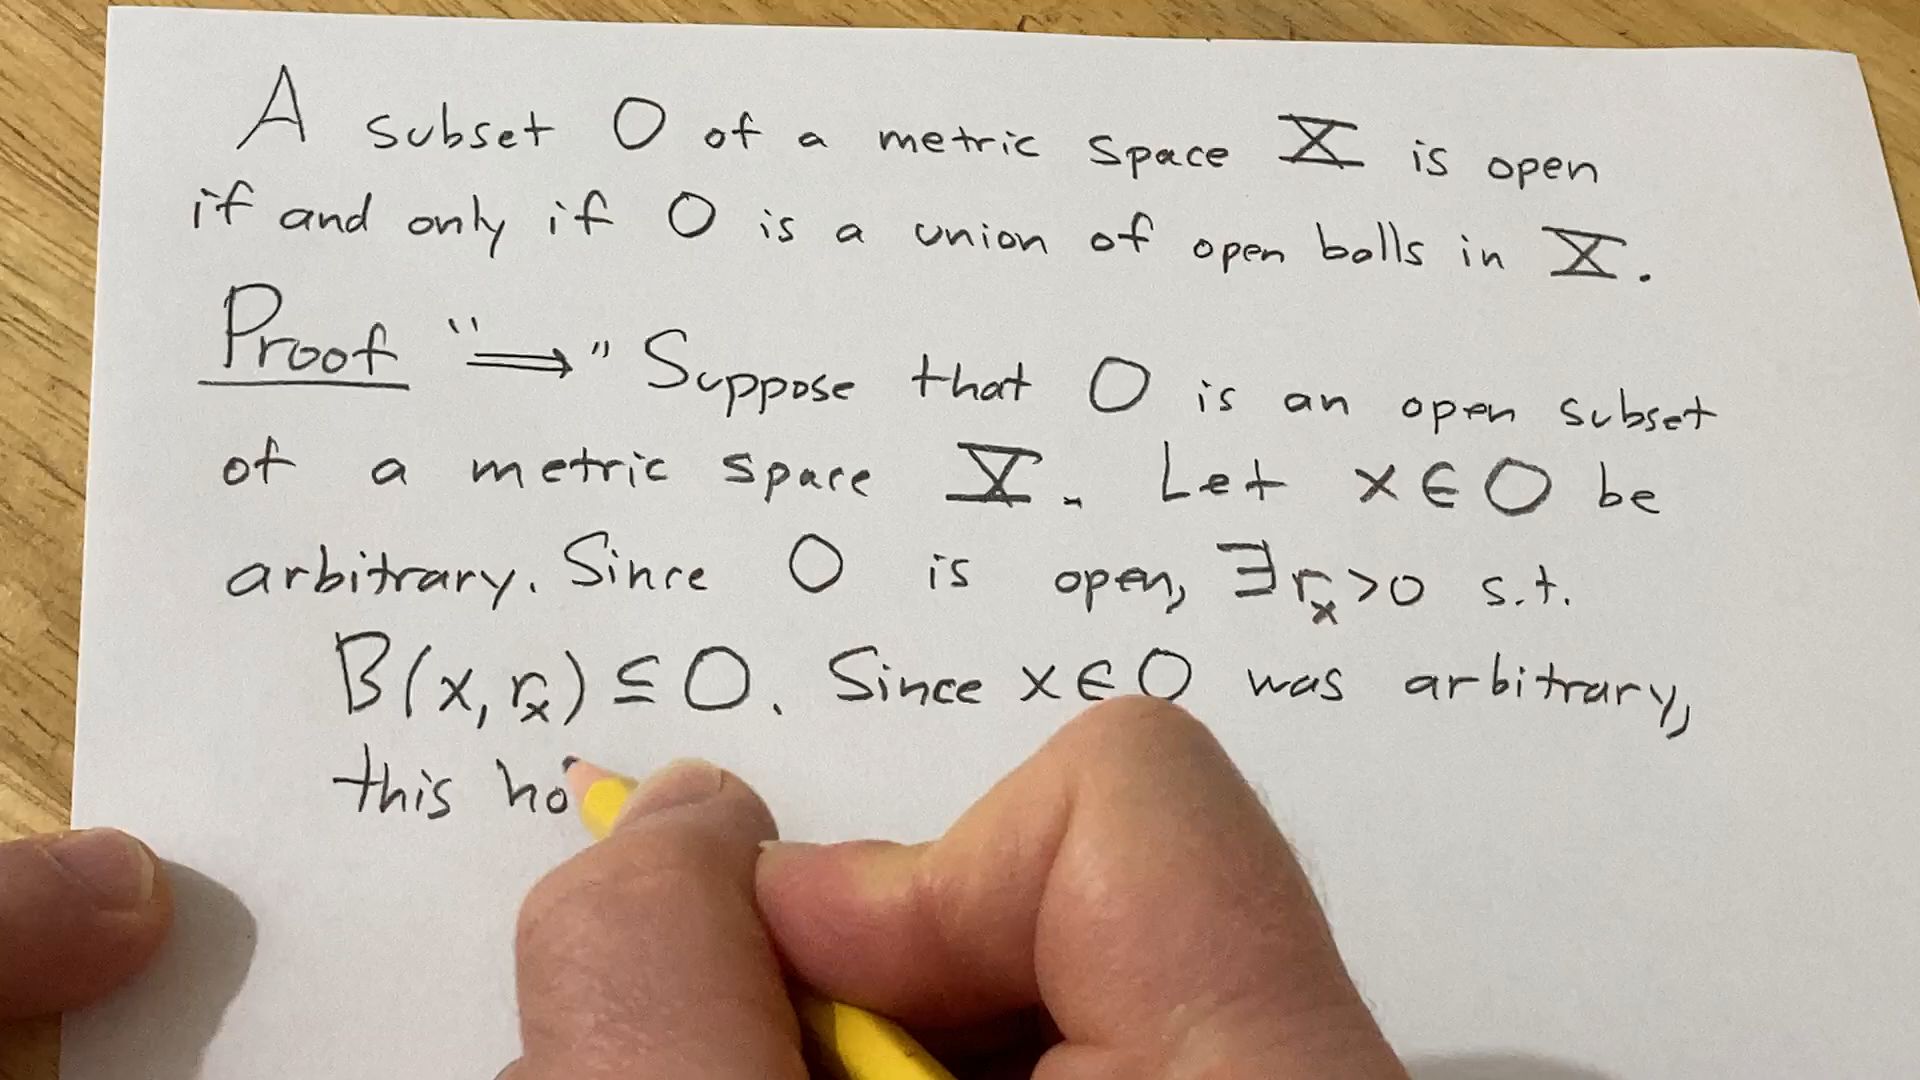 A subset O of a metric space X is open
if and only if O is a union of open balls in X.
Proof "⟹" Suppose that O is an open subset
of a metric space X. Let x∈O be
arbitrary. Since O is open, ∃ rₓ>0 s.t.
B(x, rₓ) ⊆ O. Since x∈O was arbitrary,
this ho